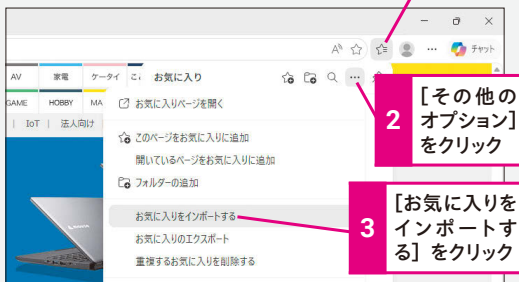 チャット
AV 家電 ケータイ お気に入り
GAME HOBBY MA お気に入りページを開く
IoT 法人向け このページをお気に入りに追加
開いているページをお気に入りに追加
フォルダーの追加
お気に入りをインポートする
お気に入りのエクスポート
重複するお気に入りを削除する
2
[その他の
オプション]
をクリック
3
[お気に入りを
インポートす
る]をクリック